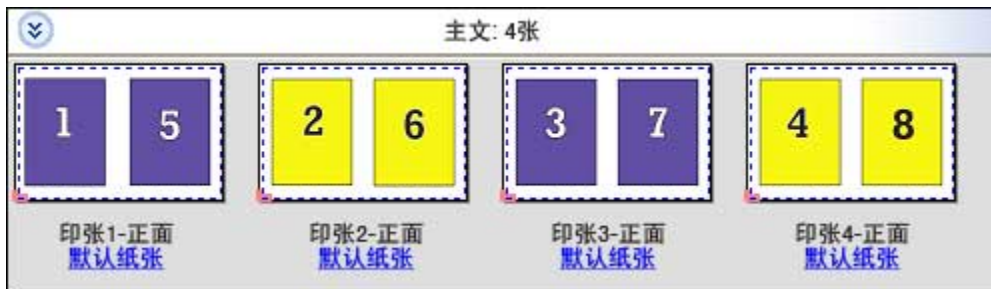 主文: 4张
1 5 2 6 3 7 4 8
印张1-正面 印张2-正面 印张3-正面 印张4-正面
默认纸张 默认纸张 默认纸张 默认纸张